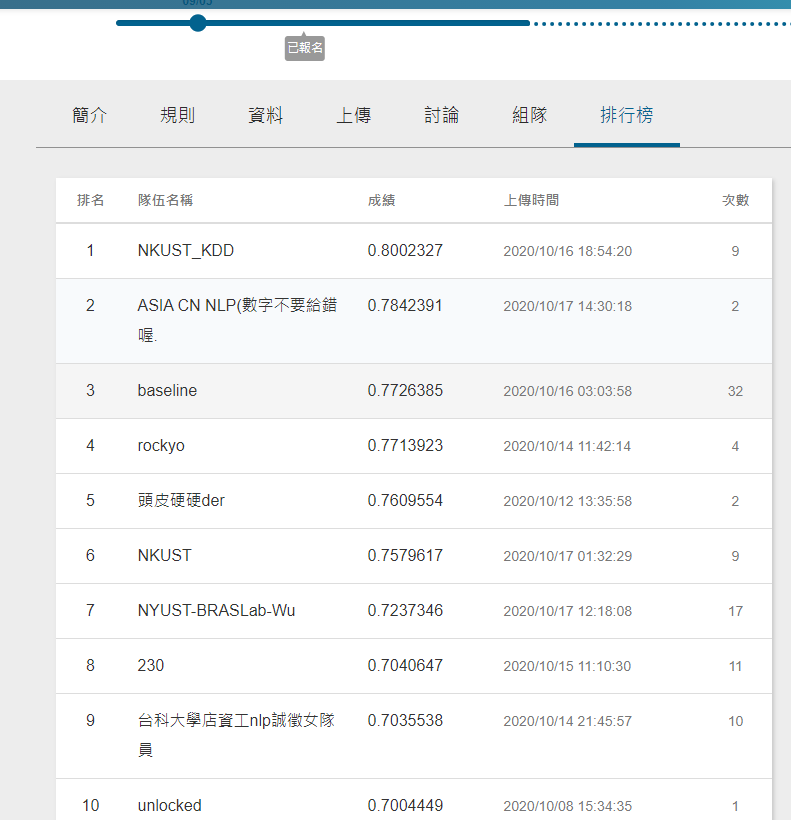 09/03
已報名
簡介 規則 資料 上傳 討論 組隊 排行榜
排名 隊伍名稱 成績 上傳時間 次數
1 NKUST_KDD 0.8002327 2020/10/16 18:54:20 9
2 ASIA CN NLP(數字不要給錯 0.7842391 2020/10/17 14:30:18 2
喔.
3 baseline 0.7726385 2020/10/16 03:03:58 32
4 rockyo 0.7713923 2020/10/14 11:42:14 4
5 頭皮硬硬der 0.7609554 2020/10/12 13:35:58 2
6 NKUST 0.7579617 2020/10/17 01:32:29 9
7 NYUST-BRASLab-Wu 0.7237346 2020/10/17 12:18:08 17
8 230 0.7040647 2020/10/15 11:10:30 11
9 台科大學店資工nlp誠徵女隊 0.7035538 2020/10/14 21:45:57 10
員
10 unlocked 0.7004449 2020/10/08 15:34:35 1